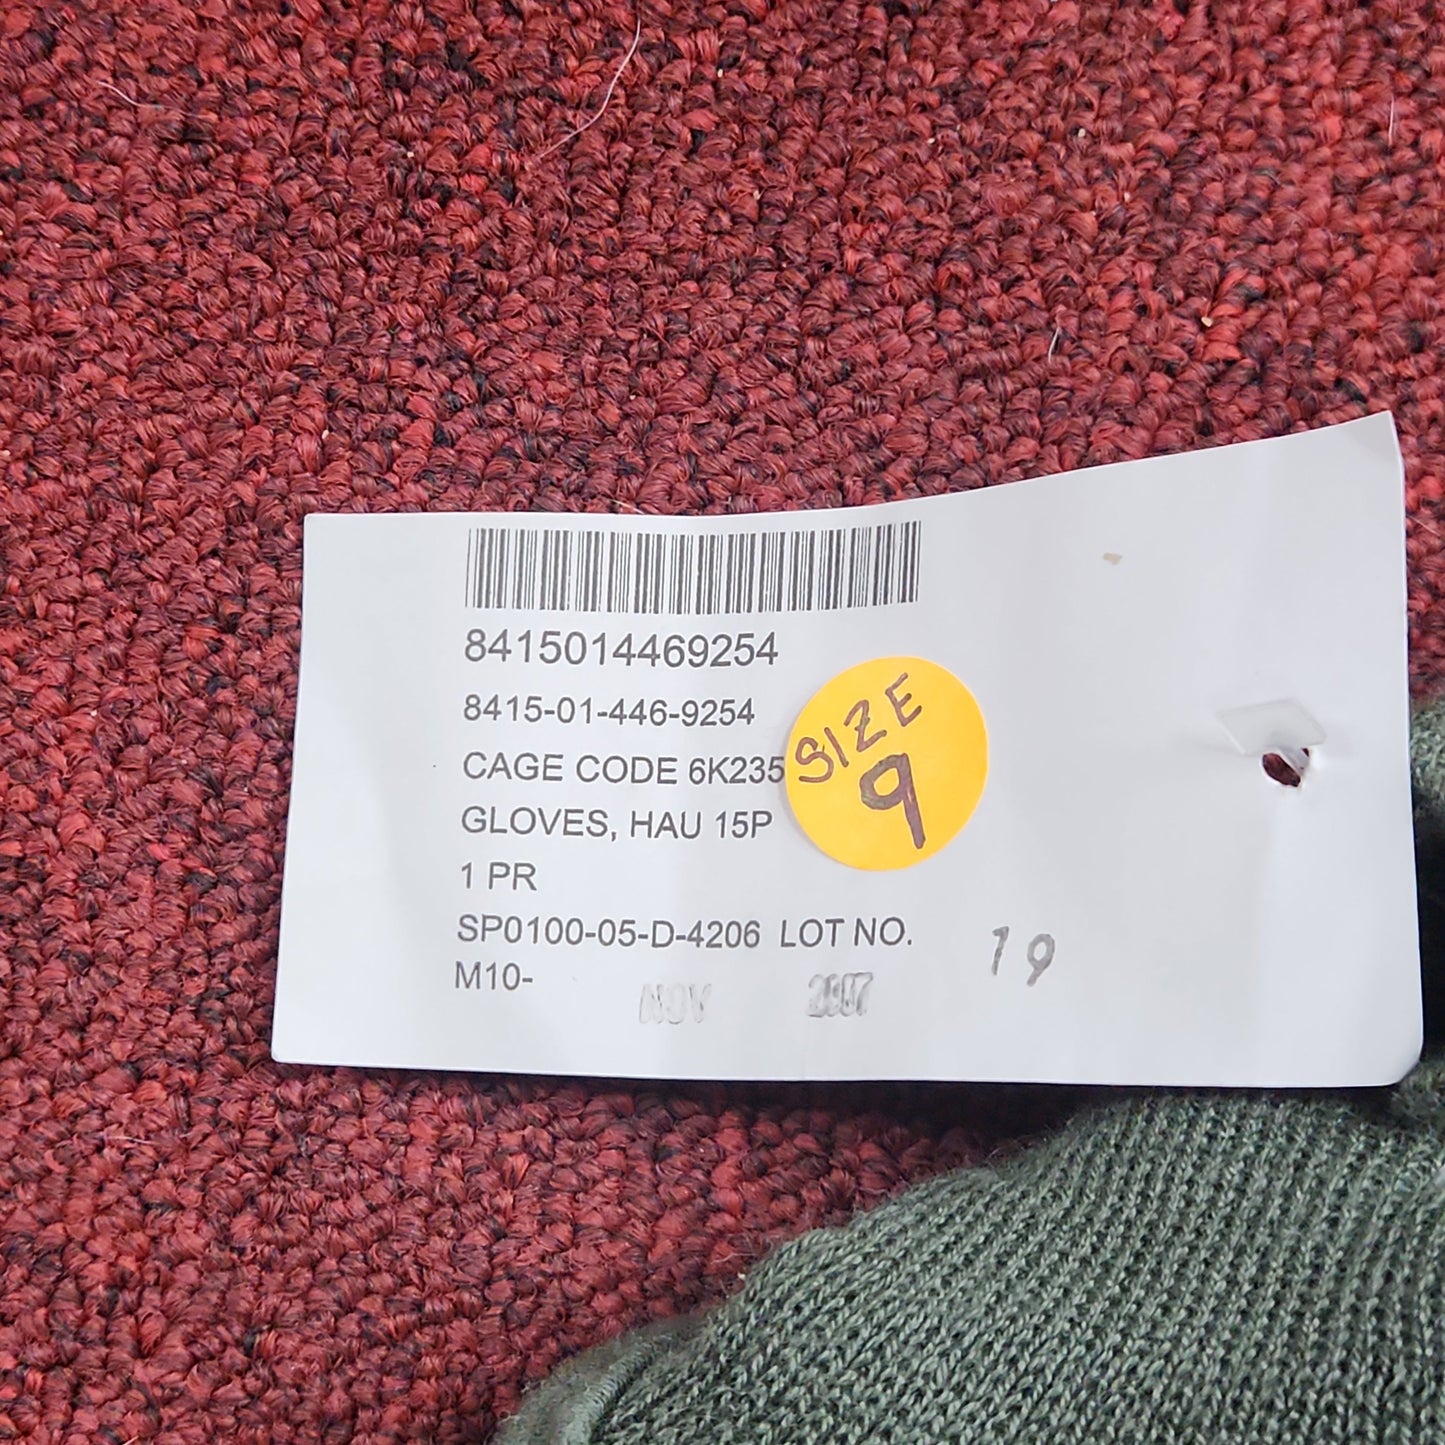 8415014469254
8415-01-446-9254
CAGE CODE 6K235
GLOVES, HAU 15P
1 PR
SP0100-05-D-4206 LOT NO. 19
M10- NOV 2007
SIZE
9